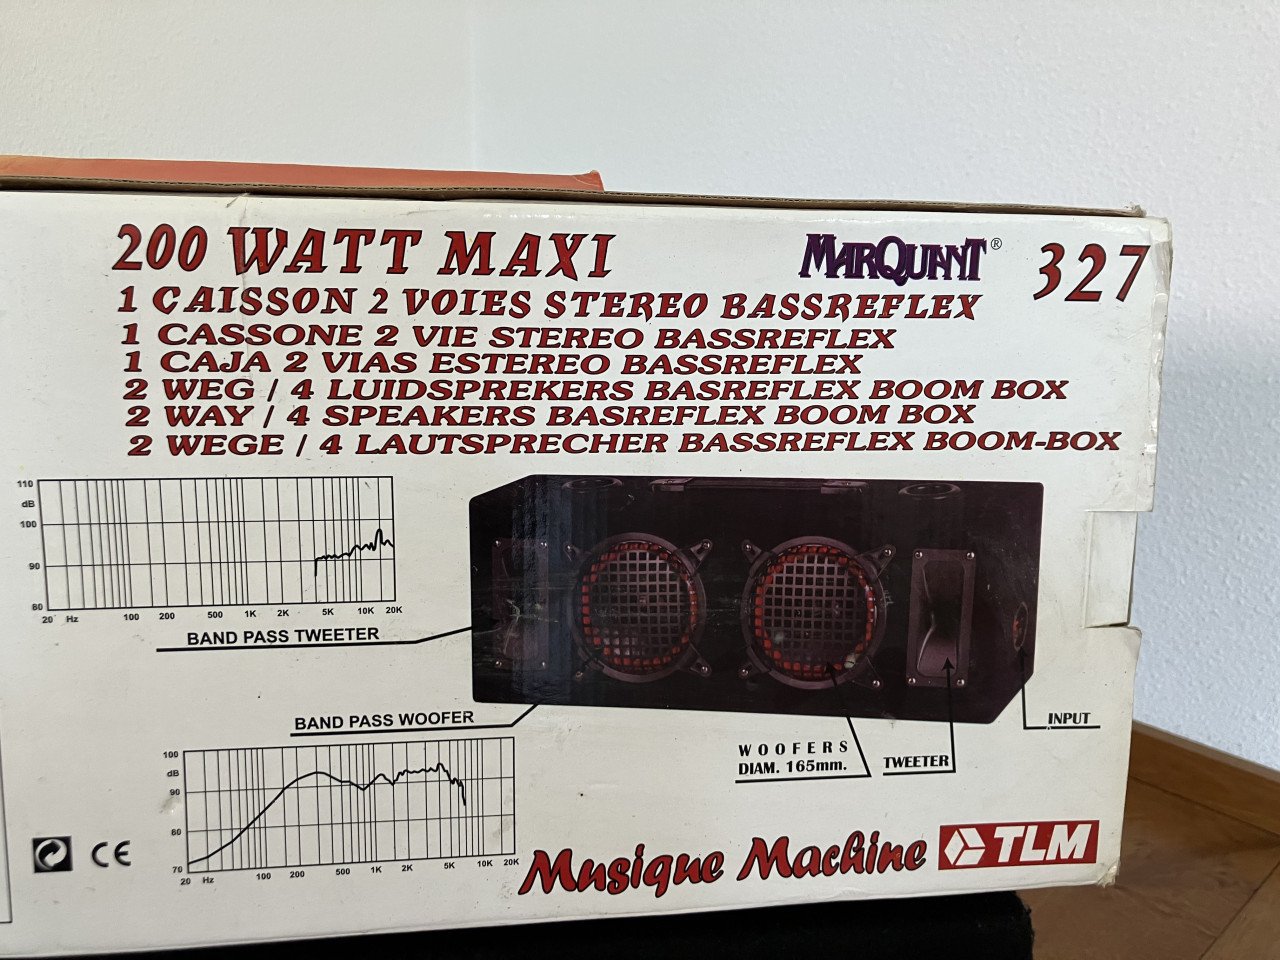 200 WATT MAXI
MARQUANT® 327
1 CAISSON 2 VOIES STEREO BASSREFLEX
1 CASSONE 2 VIE STEREO BASSREFLEX
1 CAJA 2 VIAS ESTEREO BASSREFLEX
2 WEG / 4 LUIDSPREKERS BASREFLEX BOOM BOX
2 WAY / 4 SPEAKERS BASREFLEX BOOM BOX
2 WEGE / 4 LAUTSPRECHER BASSREFLEX BOOM-BOX
110
dB
100
90
80
20 Hz 100 200 500 1K 2K 5K 10K 20K
BAND PASS TWEETER
BAND PASS WOOFER
100
dB
90
80
70
20 Hz 100 200 500 1K 2K 5K 10K 20K
WOOFERS
DIAM. 165mm.
TWEETER
INPUT
CE
Musique Machine
TLM